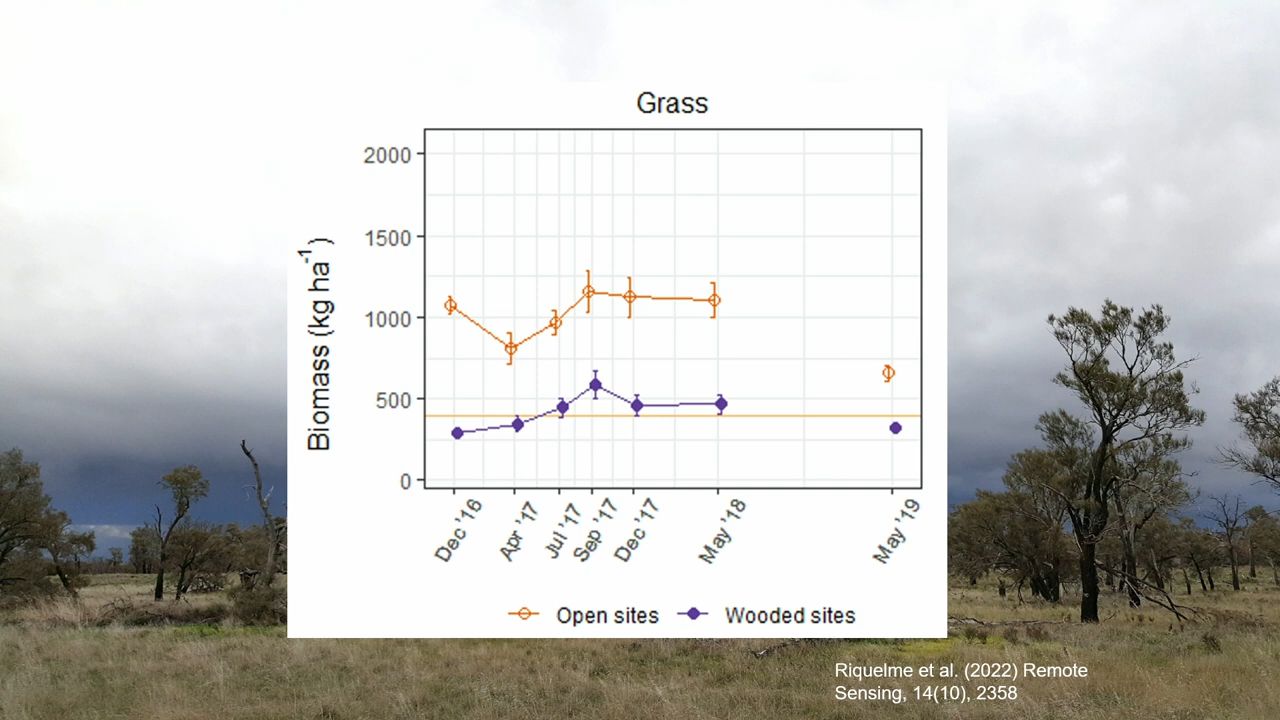 Grass
Biomass (kg ha⁻¹)
2000
1500
1000
500
0
Dec '16
Apr '17
Jul '17
Sep '17
Dec '17
May '18
May '19
Open sites
Wooded sites
Riquelme et al. (2022) Remote
Sensing, 14(10), 2358